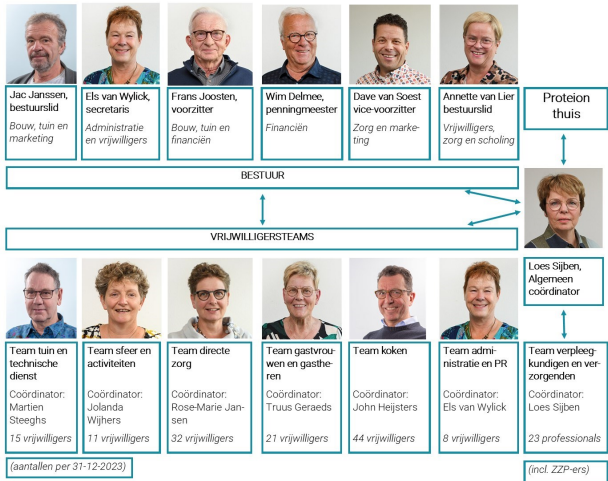 Jac Janssen,
bestuurslid
Bouw, tuin en
marketing
Els van Wylick,
secretaris
Administratie
en vrijwilligers
Frans Joosten,
voorzitter
Bouw, tuin en
financiën
Wim Delmee,
penningmeester
Financiën
Dave van Soest
vice-voorzitter
Zorg en marke-
ting
Annette van Lier
bestuurslid
Vrijwilligers,
zorg en scholing
Proteion
thuis
BESTUUR
VRIJWILLIGERSTEAMS
Loes Sijben,
Algemeen
coördinator
Team tuin en
technische
dienst
Coördinator:
Martien
Steeghs
15 vrijwilligers
Team sfeer en
activiteiten
Coördinator:
Jolanda
Wijhers
11 vrijwilligers
Team directe
zorg
Coördinator:
Rose-Marie Jan-
sen
32 vrijwilligers
Team gastvrou-
wen en gasthe-
ren
Coördinator:
Truus Geraeds
21 vrijwilligers
Team koken
Coördinator:
John Heijsters
44 vrijwilligers
Team admi-
nistratie en PR
Coördinator:
Els van Wylick
8 vrijwilligers
Team verpleeg-
kundigen en ver-
zorgenden
Coördinator:
Loes Sijben
23 professionals
(aantallen per 31-12-2023)
(incl. ZZP-ers)